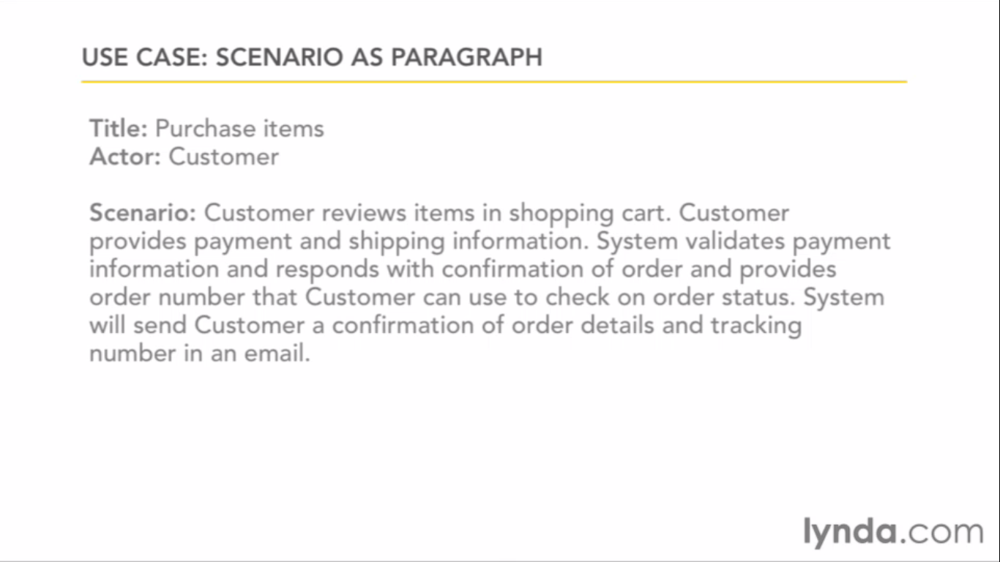 USE CASE: SCENARIO AS PARAGRAPH
Title: Purchase items
Actor: Customer
Scenario: Customer reviews items in shopping cart. Customer
provides payment and shipping information. System validates payment
information and responds with confirmation of order and provides
order number that Customer can use to check on order status. System
will send Customer a confirmation of order details and tracking
number in an email.
lynda.com